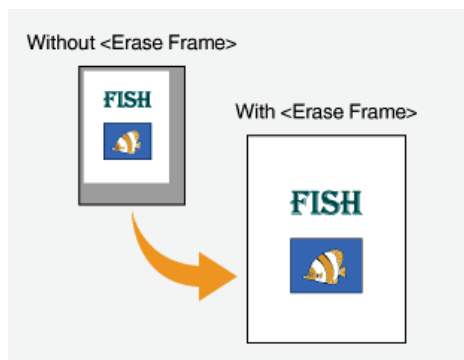 Without <Erase Frame>
FISH
With <Erase Frame>
FISH